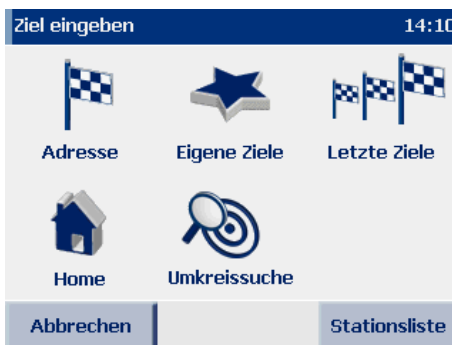 Ziel eingeben 14:10
Adresse Eigene Ziele Letzte Ziele
Home Umkreissuche
Abbrechen Stationsliste